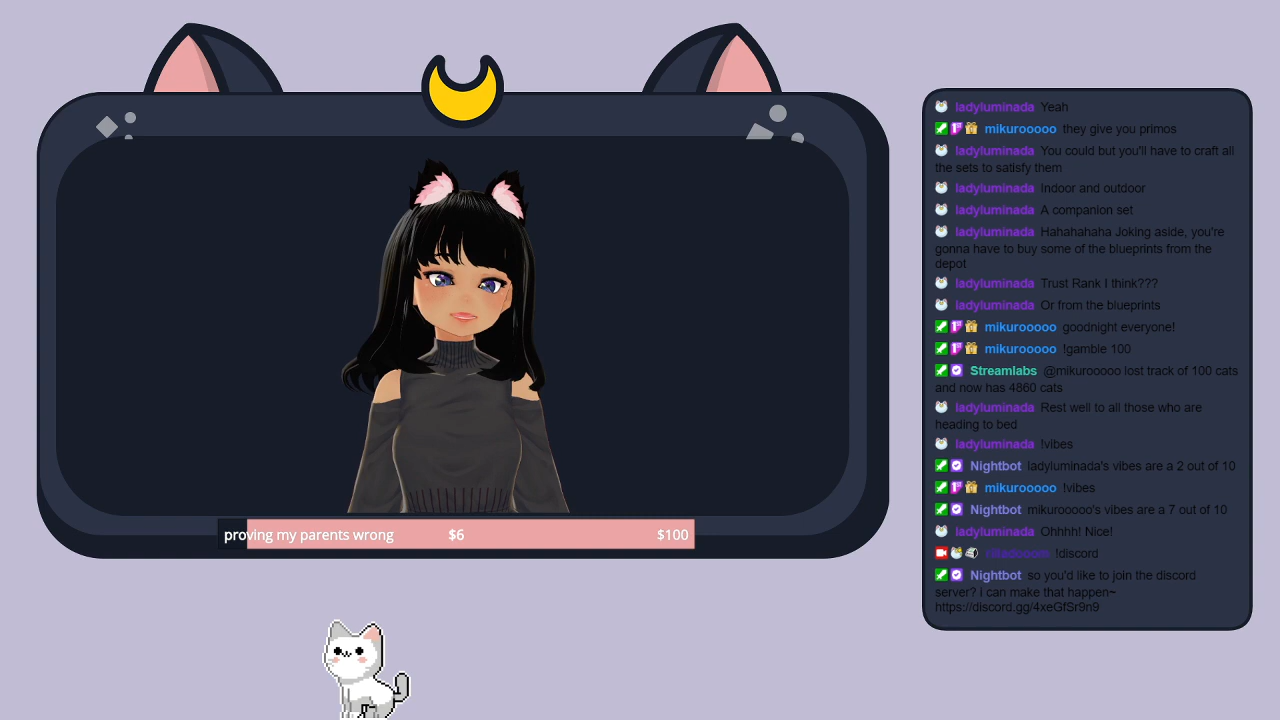 ladyluminada Yeah
mikurooooo they give you primos
ladyluminada You could but you'll have to craft all
the sets to satisfy them
ladyluminada Indoor and outdoor
ladyluminada A companion set
ladyluminada Hahahahaha Joking aside, you're
gonna have to buy some of the blueprints from the
depot
ladyluminada Trust Rank I think???
ladyluminada Or from the blueprints
mikurooooo goodnight everyone!
mikurooooo !gamble 100
Streamlabs @mikurooooo lost track of 100 cats
and now has 4860 cats
ladyluminada Rest well to all those who are
heading to bed
ladyluminada !vibes
Nightbot ladyluminada's vibes are a 2 out of 10
mikurooooo !vibes
Nightbot mikurooooo's vibes are a 7 out of 10
ladyluminada Ohhhh! Nice!
!discord
Nightbot so you'd like to join the discord
server? i can make that happen~
https://discord.gg/4xeGfSr9n9
proving my parents wrong $6 $100